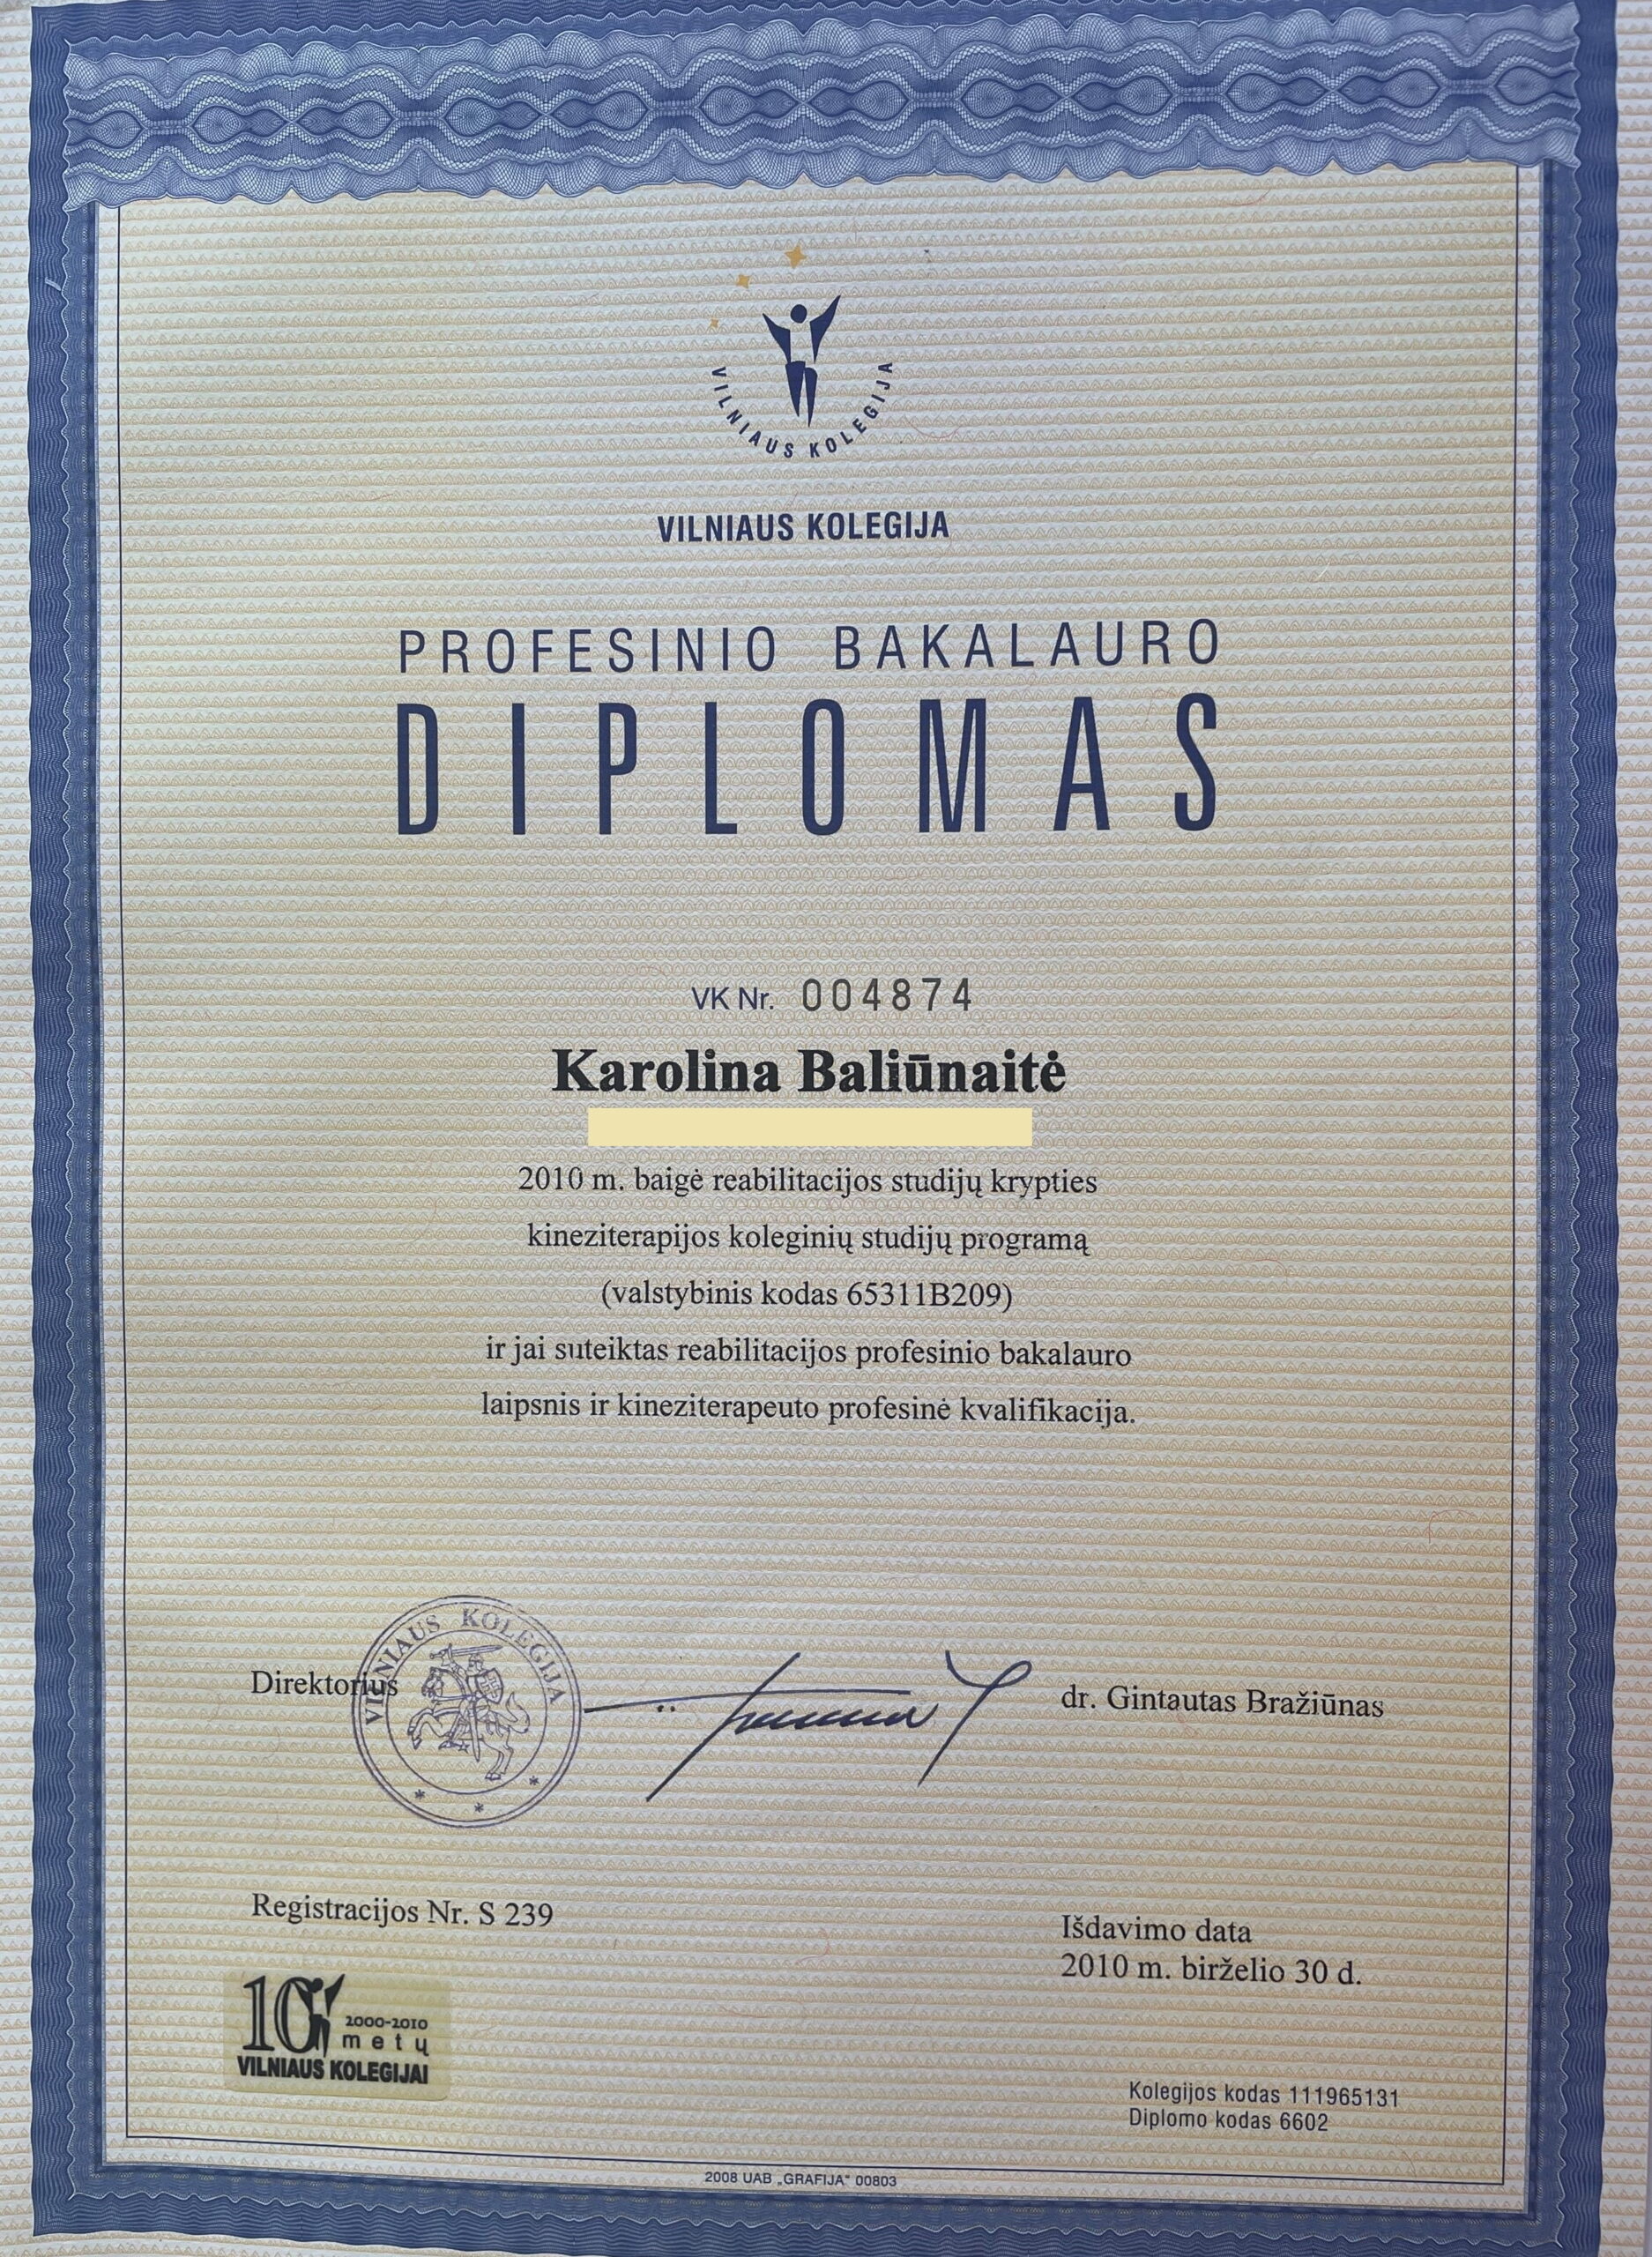 VILNIAUS KOLEGIJA
VILNIAUS KOLEGIJA
PROFESINIO BAKALAURO
DIPLOMAS
VK Nr. 004874
Karolina Baliūnaitė
2010 m. baigė reabilitacijos studijų krypties
kineziterapijos koleginių studijų programą
(valstybinis kodas 65311B209)
ir jai suteiktas reabilitacijos profesinio bakalauro
laipsnis ir kineziterapeuto profesinė kvalifikacija.
VILNIAUS KOLEGIJA
Direktorius
dr. Gintautas Bražiūnas
Registracijos Nr. S 239
Išdavimo data
2010 m. birželio 30 d.
10 2000-2010
metų
VILNIAUS KOLEGIJAI
Kolegijos kodas 111965131
Diplomo kodas 6602
2008 UAB „GRAFIJA“ 00803